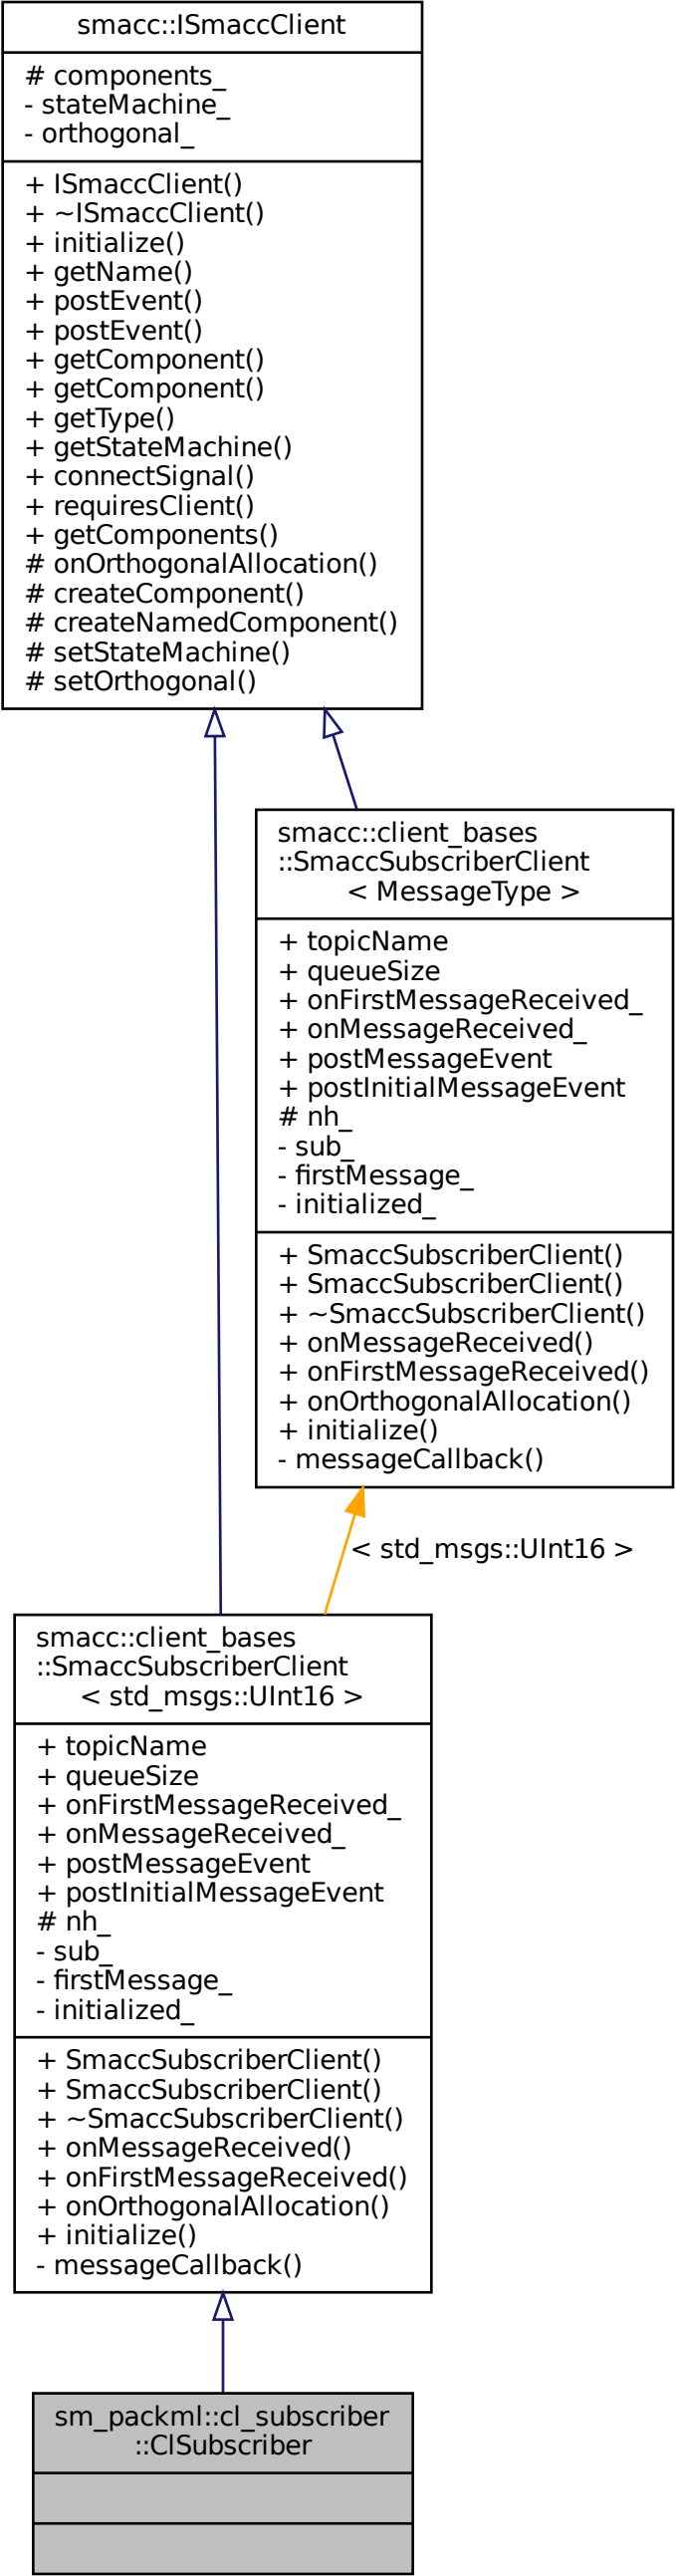 smacc::ISmaccClient
# components_
- stateMachine_
- orthogonal_
+ ISmaccClient()
+ ~ISmaccClient()
+ initialize()
+ getName()
+ postEvent()
+ postEvent()
+ getComponent()
+ getComponent()
+ getType()
+ getStateMachine()
+ connectSignal()
+ requiresClient()
+ getComponents()
# onOrthogonalAllocation()
# createComponent()
# createNamedComponent()
# setStateMachine()
# setOrthogonal()
smacc::client_bases
::SmaccSubscriberClient
< MessageType >
+ topicName
+ queueSize
+ onFirstMessageReceived_
+ onMessageReceived_
+ postMessageEvent
+ postInitialMessageEvent
# nh_
- sub_
- firstMessage_
- initialized_
+ SmaccSubscriberClient()
+ SmaccSubscriberClient()
+ ~SmaccSubscriberClient()
+ onMessageReceived()
+ onFirstMessageReceived()
+ onOrthogonalAllocation()
+ initialize()
- messageCallback()
< std_msgs::UInt16 >
smacc::client_bases
::SmaccSubscriberClient
< std_msgs::UInt16 >
+ topicName
+ queueSize
+ onFirstMessageReceived_
+ onMessageReceived_
+ postMessageEvent
+ postInitialMessageEvent
# nh_
- sub_
- firstMessage_
- initialized_
+ SmaccSubscriberClient()
+ SmaccSubscriberClient()
+ ~SmaccSubscriberClient()
+ onMessageReceived()
+ onFirstMessageReceived()
+ onOrthogonalAllocation()
+ initialize()
- messageCallback()
sm_packml::cl_subscriber
::ClSubscriber